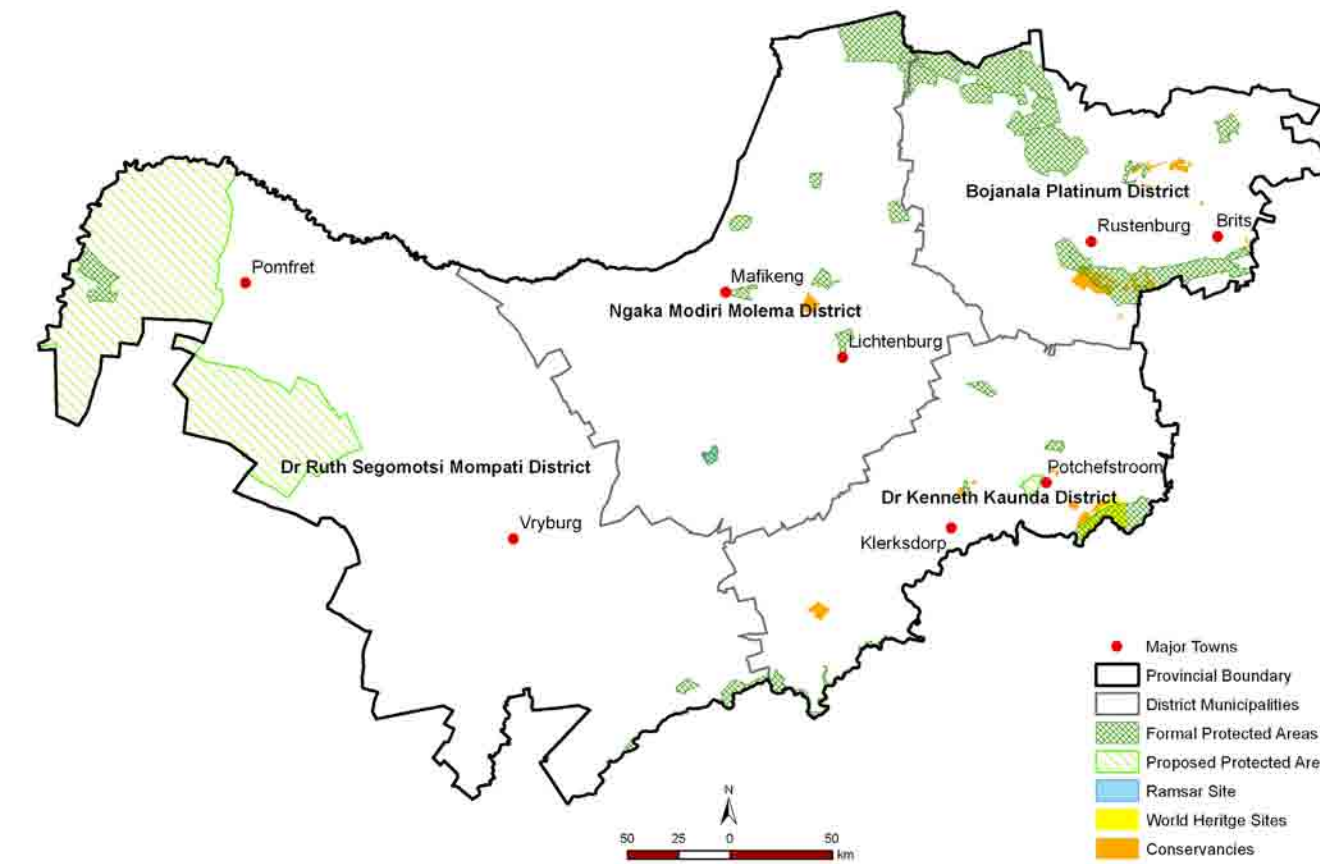 Bojanala Platinum District
Rustenburg
Brits
Pomfret
Mafikeng
Ngaka Modiri Molema District
Lichtenburg
Dr Ruth Segomotsi Mompati District
Potchefstroom
Dr Kenneth Kaunda District
Vryburg
Klerksdorp
Major Towns
Provincial Boundary
District Municipalities
Formal Protected Areas
Proposed Protected Are
Ramsar Site
World Heritge Sites
Conservancies
N
50 25 0 50
km